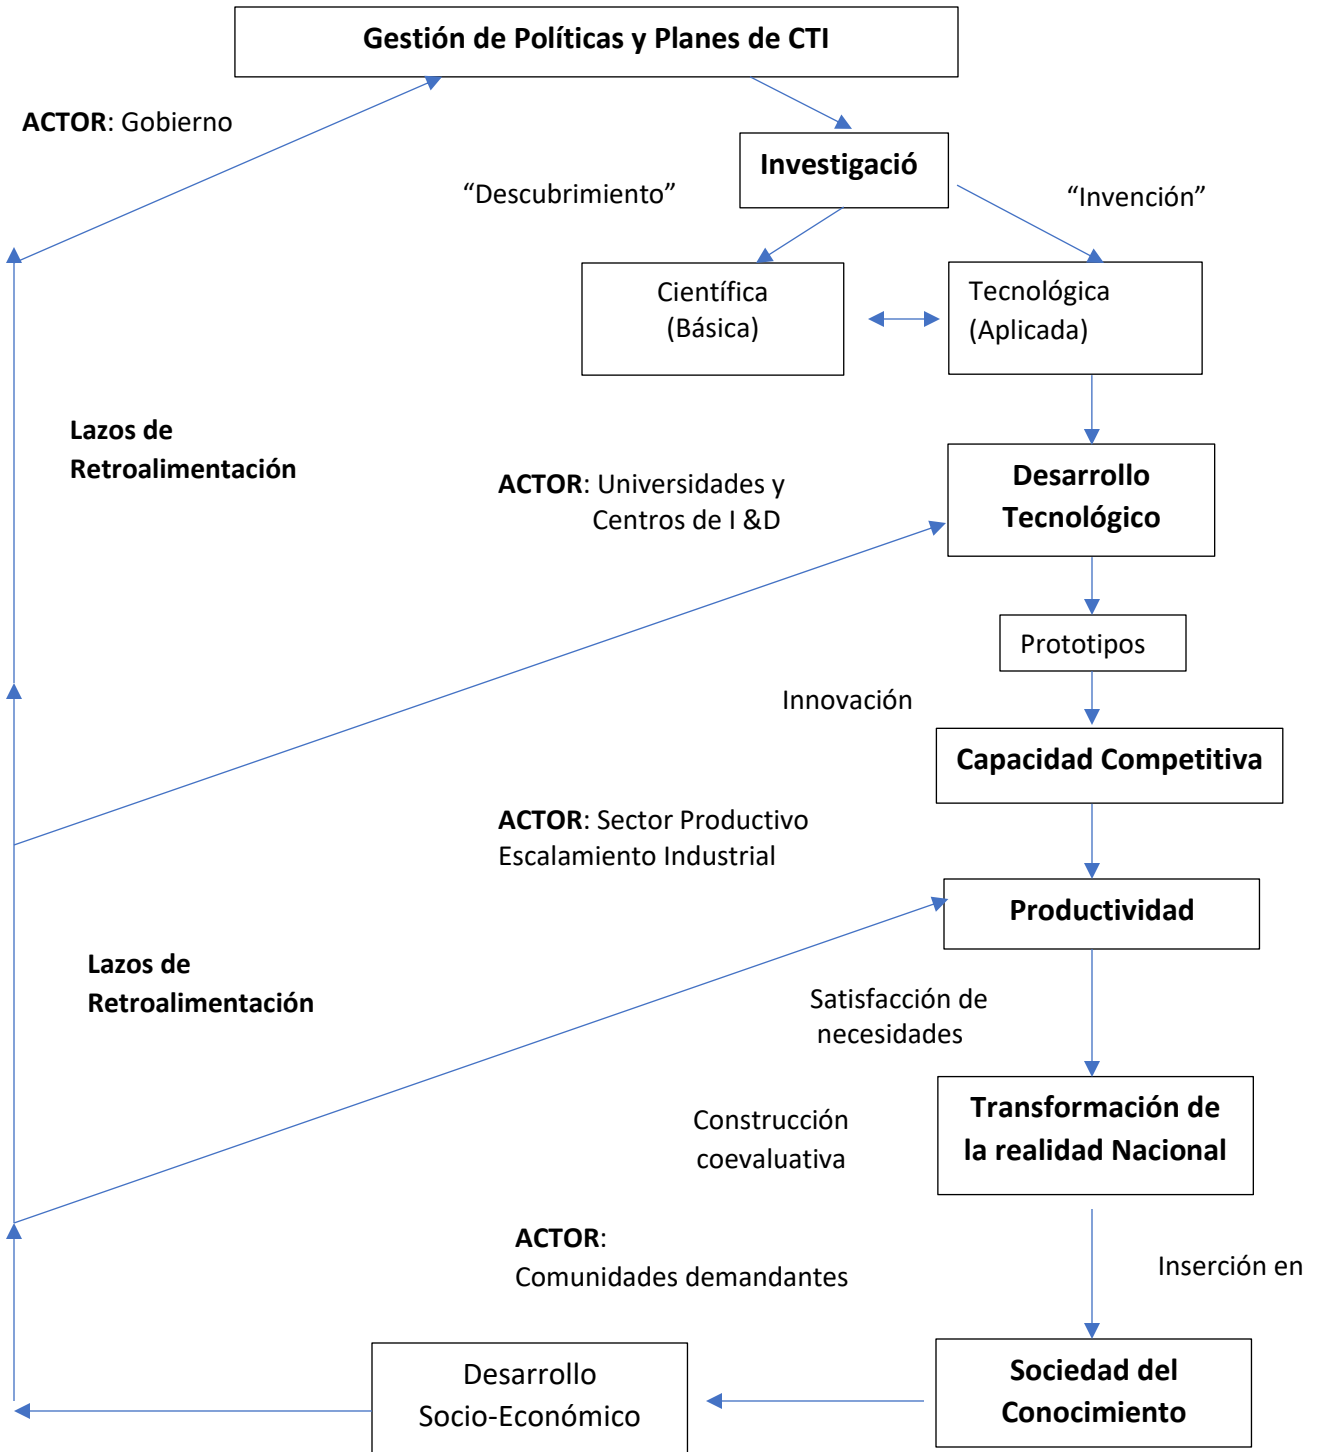 Gestión de Políticas y Planes de CTI
ACTOR: Gobierno
Investigació
“Descubrimiento”
“Invención”
Científica
(Básica)
Tecnológica
(Aplicada)
Lazos de
Retroalimentación
ACTOR: Universidades y
Centros de I &D
Desarrollo
Tecnológico
Prototipos
Innovación
Capacidad Competitiva
ACTOR: Sector Productivo
Escalamiento Industrial
Productividad
Lazos de
Retroalimentación
Satisfacción de
necesidades
Transformación de
la realidad Nacional
Construcción
coevaluativa
ACTOR:
Comunidades demandantes
Inserción en
Sociedad del
Conocimiento
Desarrollo
Socio-Económico